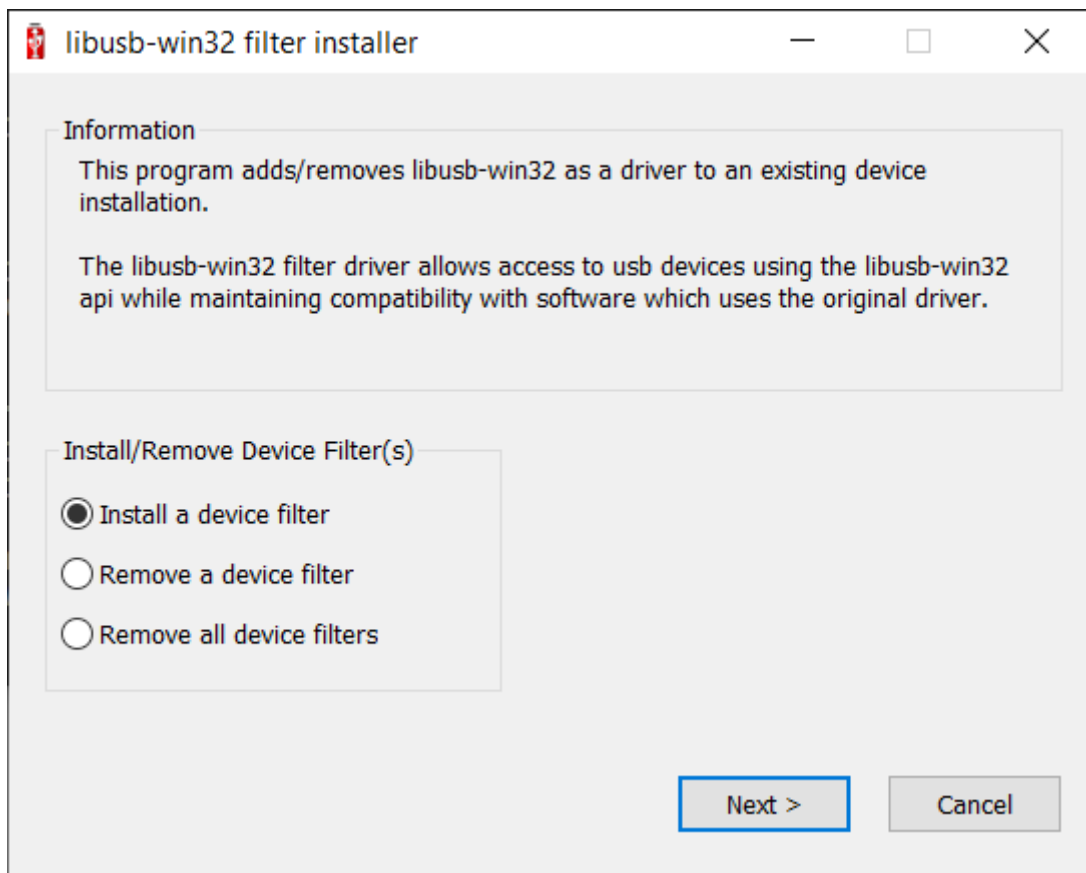 libusb-win32 filter installer
Information
This program adds/removes libusb-win32 as a driver to an existing device
installation.
The libusb-win32 filter driver allows access to usb devices using the libusb-win32
api while maintaining compatibility with software which uses the original driver.
Install/Remove Device Filter(s)
Install a device filter
Remove a device filter
Remove all device filters
Next > Cancel